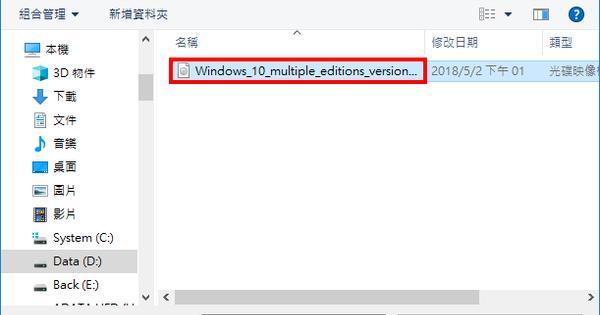 組合管理 新增資料夾
名稱 修改日期 類型
Windows_10_multiple_editions_version... 2018/5/2 下午 01 光碟映像
本機
3D 物件
下載
文件
音樂
桌面
圖片
影片
System (C:)
Data (D:)
Back (E:)